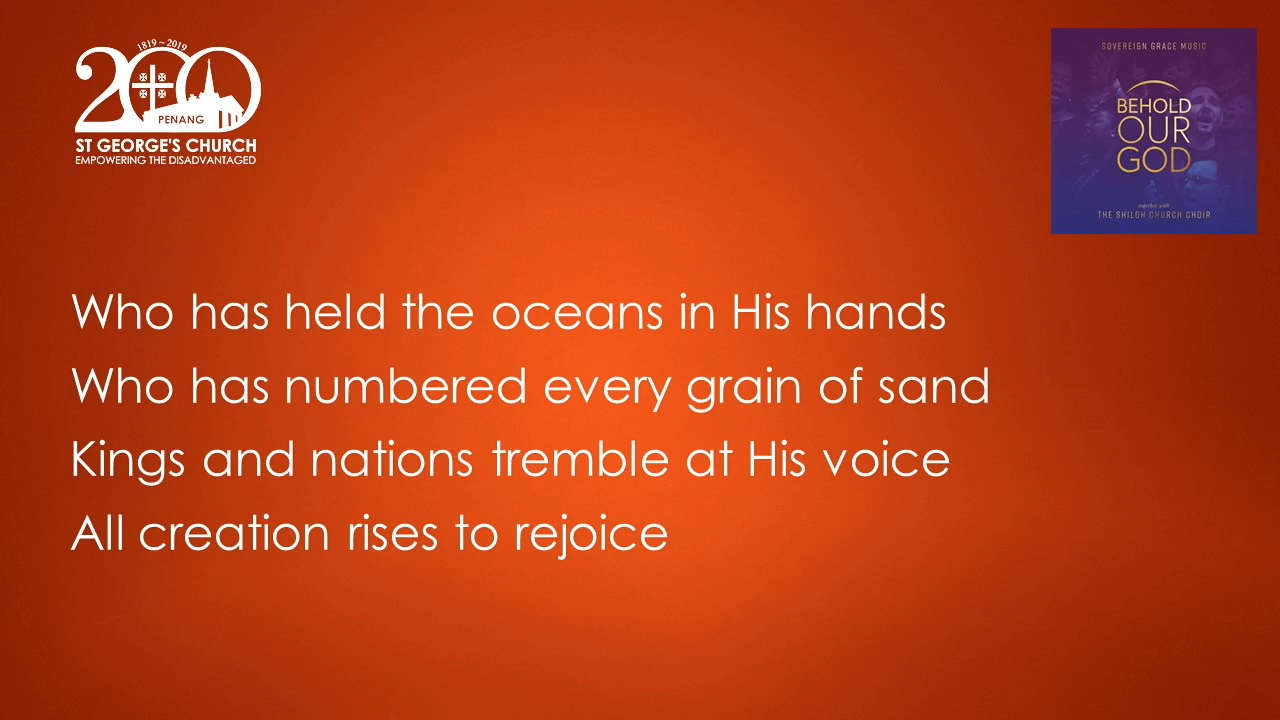 1819 ~ 2019
200
PENANG
ST GEORGE'S CHURCH
EMPOWERING THE DISADVANTAGED
SOVEREIGN GRACE MUSIC
BEHOLD
OUR
GOD
together with
THE SHILOH CHURCH CHOIR
Who has held the oceans in His hands
Who has numbered every grain of sand
Kings and nations tremble at His voice
All creation rises to rejoice